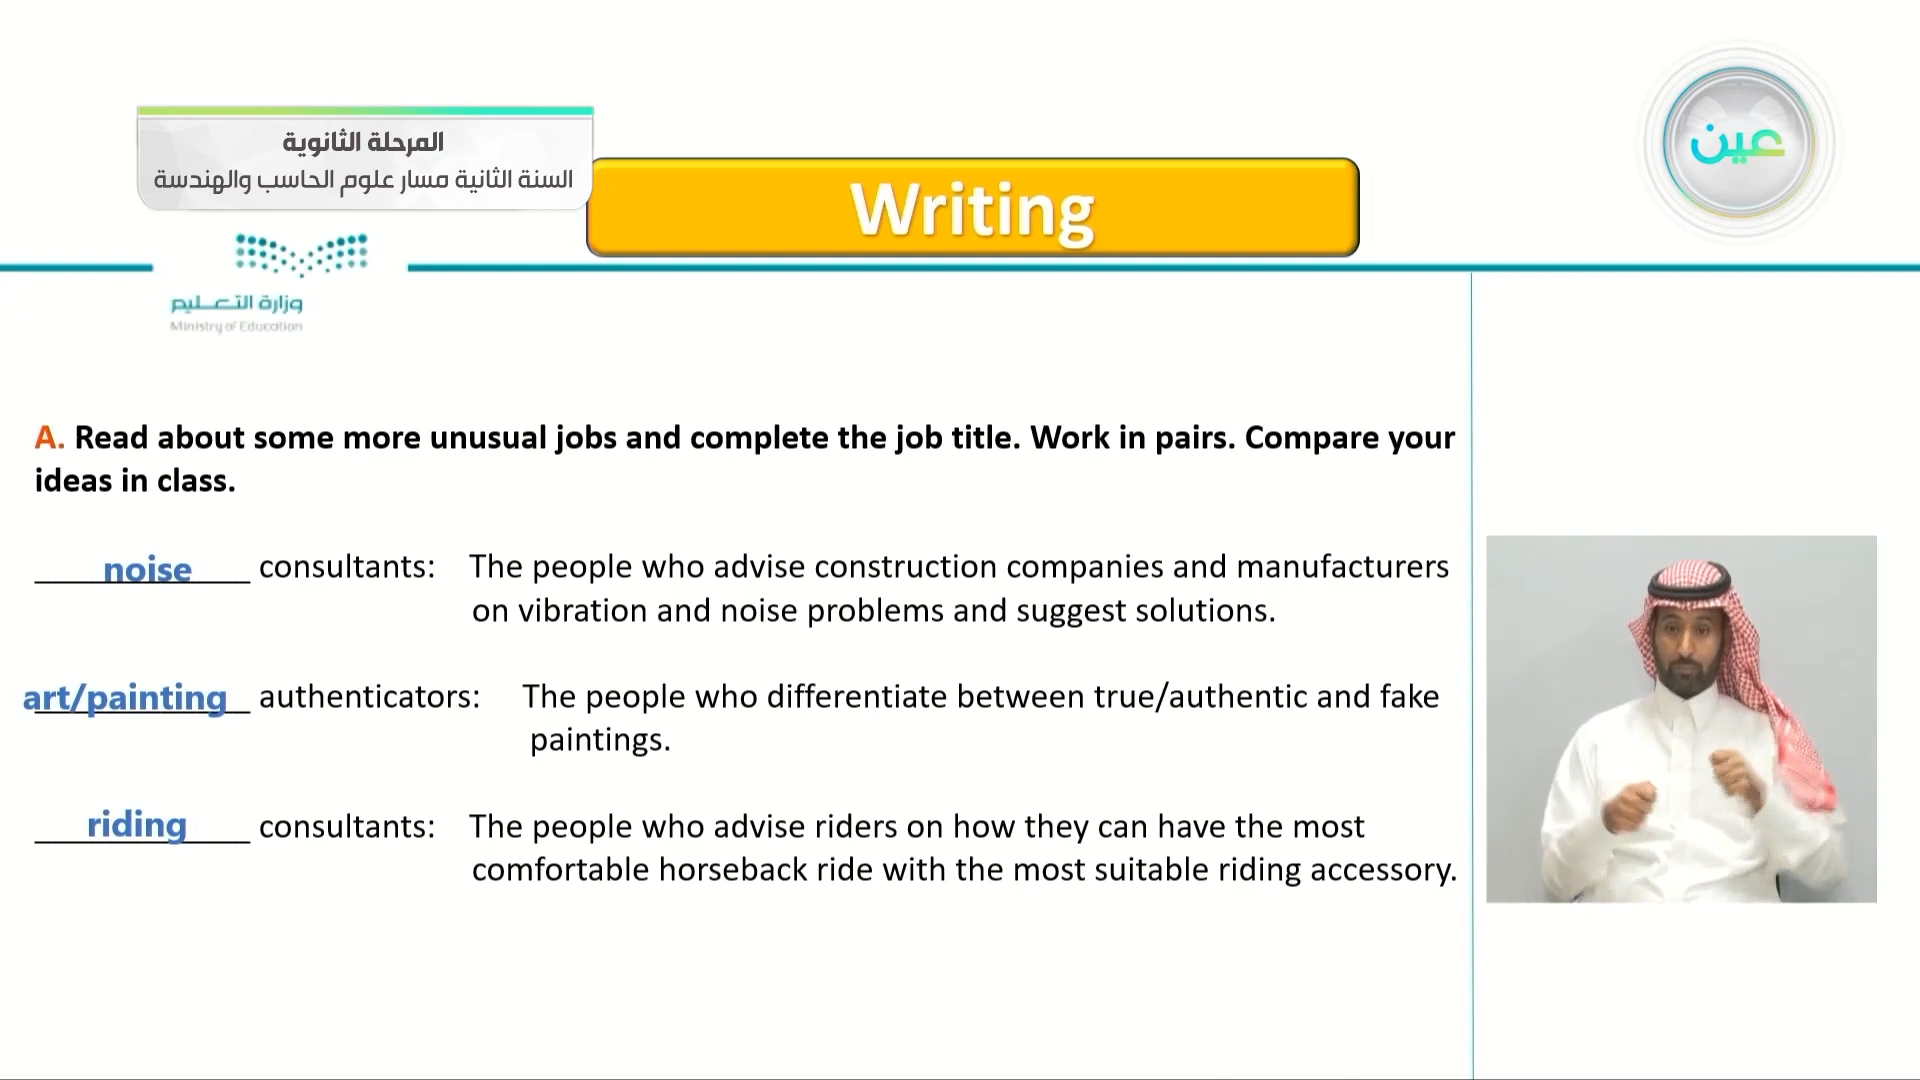 المرحلة الثانوية
السنة الثانية مسار علوم الحاسب والهندسة
عين
Writing
وزارة التعليم
Ministry of Education
A. Read about some more unusual jobs and complete the job title. Work in pairs. Compare your
ideas in class.
noise consultants: The people who advise construction companies and manufacturers
on vibration and noise problems and suggest solutions.
art/painting authenticators: The people who differentiate between true/authentic and fake
paintings.
riding consultants: The people who advise riders on how they can have the most
comfortable horseback ride with the most suitable riding accessory.